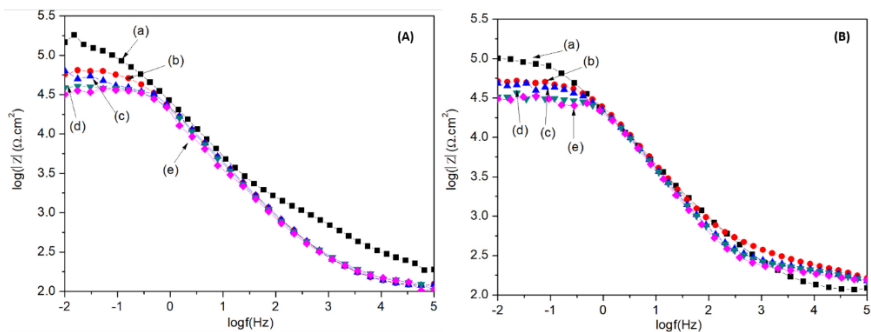 (A)
log(|Z|(Ω.cm²)
5.5
5.0
4.5
4.0
3.5
3.0
2.5
2.0
(a)
(b)
(c)
(d)
(e)
-2 -1 0 1 2 3 4 5
logf(Hz)
(B)
log(|Z|(Ω.cm²)
5.5
5.0
4.5
4.0
3.5
3.0
2.5
2.0
(a)
(b)
(c)
(d)
(e)
-2 -1 0 1 2 3 4 5
logf(Hz)